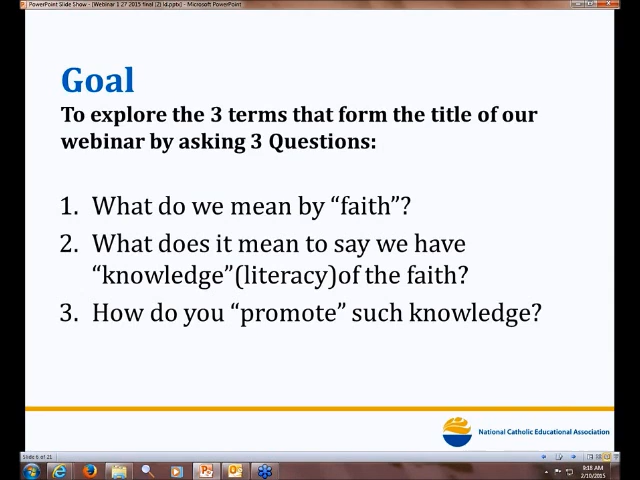 PowerPoint Slide Show - [Webinar 1 27 2015 final (2) ld.pptx] - Microsoft PowerPoint
Goal
To explore the 3 terms that form the title of our
webinar by asking 3 Questions:
1. What do we mean by “faith”?
2. What does it mean to say we have
“knowledge”(literacy)of the faith?
3. How do you “promote” such knowledge?
National Catholic Educational Association
Slide 6 of 21
9:18 AM
2/10/2015